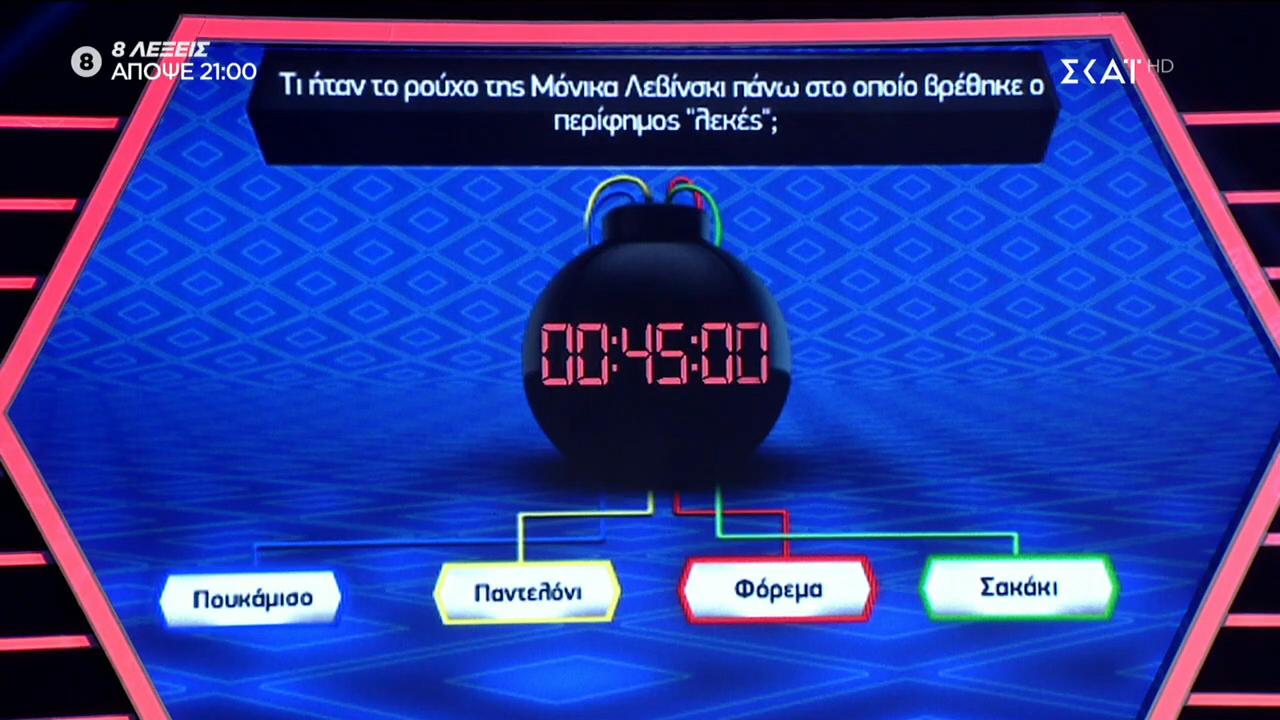 8 ΛΕΞΕΙΣ
8 ΑΠΟΨΕ 21:00
ΣΚΑΪ HD
Τι ήταν το ρούχο της Μόνικα Λεβίνσκι πάνω στο οποίο βρέθηκε ο
περίφημος "λεκές";
00:45:00
Πουκάμισο
Παντελόνι
Φόρεμα
Σακάκι